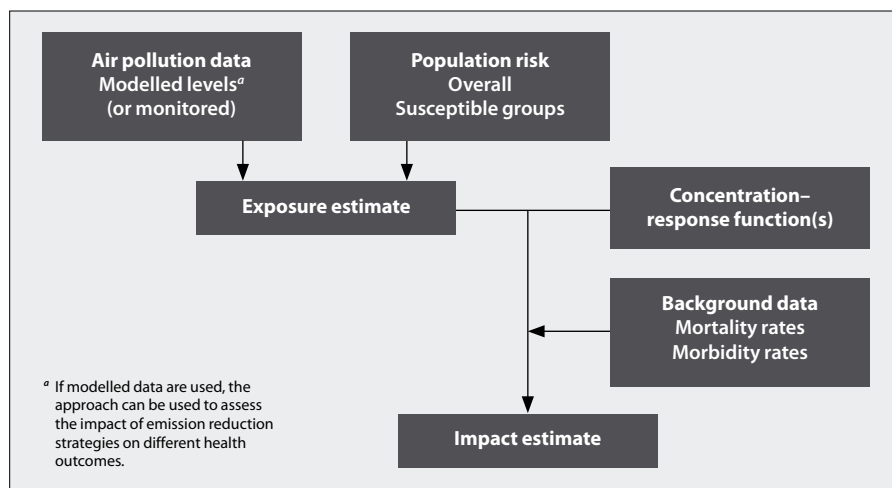 Air pollution data
Modelled levelsᵃ
(or monitored)
Population risk
Overall
Susceptible groups
Exposure estimate
Concentration–
response function(s)
Background data
Mortality rates
Morbidity rates
ᵃ If modelled data are used, the
approach can be used to assess
the impact of emission reduction
strategies on different health
outcomes.
Impact estimate